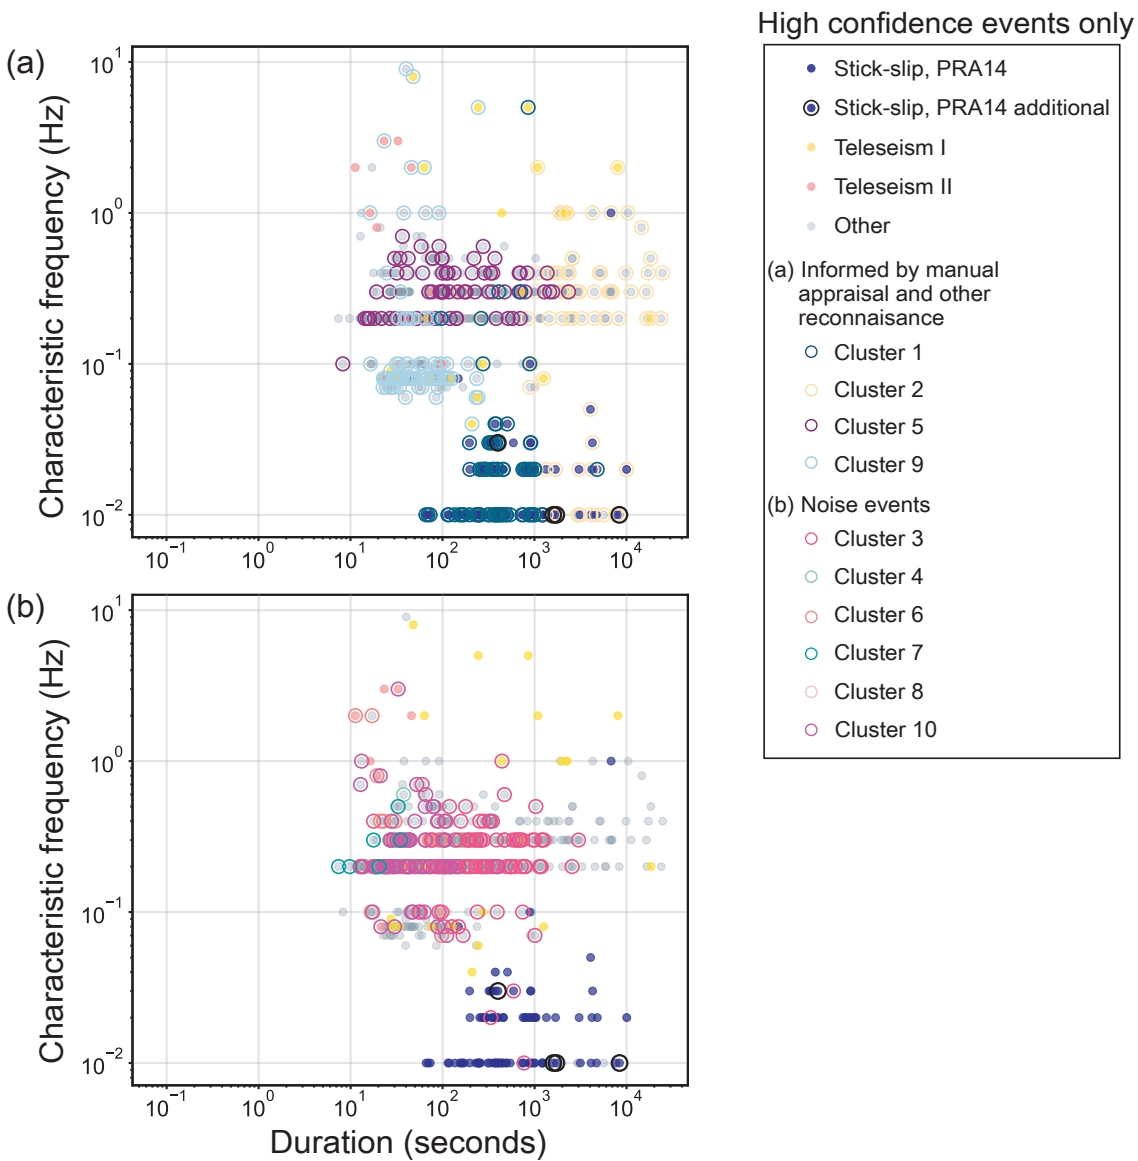 High confidence events only
Stick-slip, PRA14
Stick-slip, PRA14 additional
Teleseism I
Teleseism II
Other
(a) Informed by manual
appraisal and other
reconnaisance
Cluster 1
Cluster 2
Cluster 5
Cluster 9
(b) Noise events
Cluster 3
Cluster 4
Cluster 6
Cluster 7
Cluster 8
Cluster 10
(a)
Characteristic frequency (Hz)
10^1
10^0
10^−1
10^−2
10^−1 10^0 10^1 10^2 10^3 10^4
(b)
Characteristic frequency (Hz)
10^1
10^0
10^−1
10^−2
10^−1 10^0 10^1 10^2 10^3 10^4
Duration (seconds)